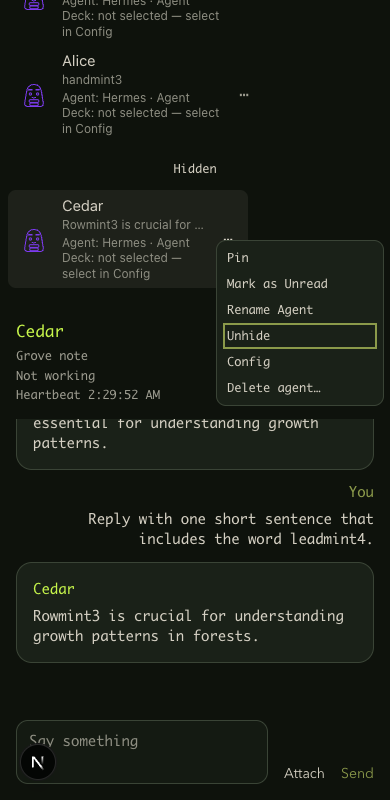 Agent: Hermes · Agent
Deck: not selected — select
in Config
Alice
handmint3
Agent: Hermes · Agent
Deck: not selected — select
in Config
Hidden
Cedar
Rowmint3 is crucial for ...
Agent: Hermes · Agent
Deck: not selected —
select in Config
Pin
Mark as Unread
Rename Agent
Unhide
Config
Delete agent…
Cedar
Grove note
Not working
Heartbeat 2:29:52 AM
essential for understanding growth
patterns.
You
Reply with one short sentence that
includes the word leadmint4.
Cedar
Rowmint3 is crucial for understanding
growth patterns in forests.
Say something
N
Attach
Send